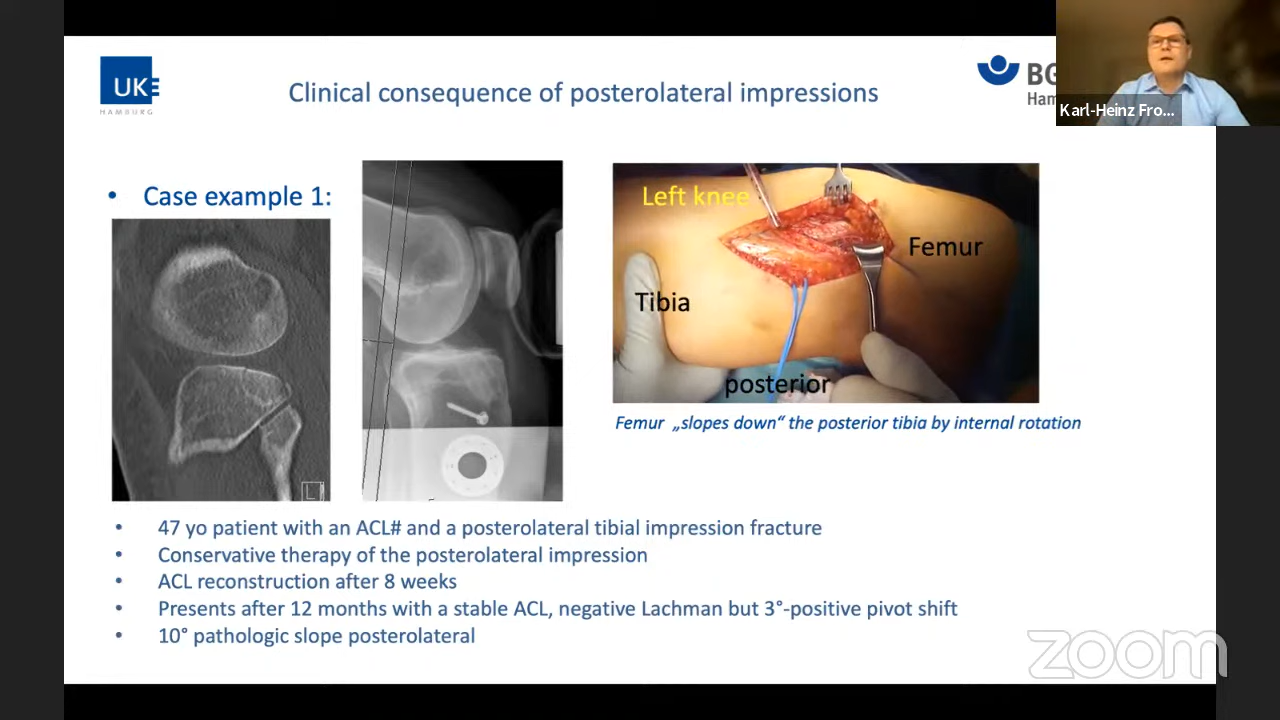 UKE
HAMBURG
Clinical consequence of posterolateral impressions
BG
Ham
Karl-Heinz Fro...
• Case example 1:
L
Left knee
Femur
Tibia
posterior
Femur „slopes down“ the posterior tibia by internal rotation
• 47 yo patient with an ACL# and a posterolateral tibial impression fracture
• Conservative therapy of the posterolateral impression
• ACL reconstruction after 8 weeks
• Presents after 12 months with a stable ACL, negative Lachman but 3°-positive pivot shift
• 10° pathologic slope posterolateral
zoom